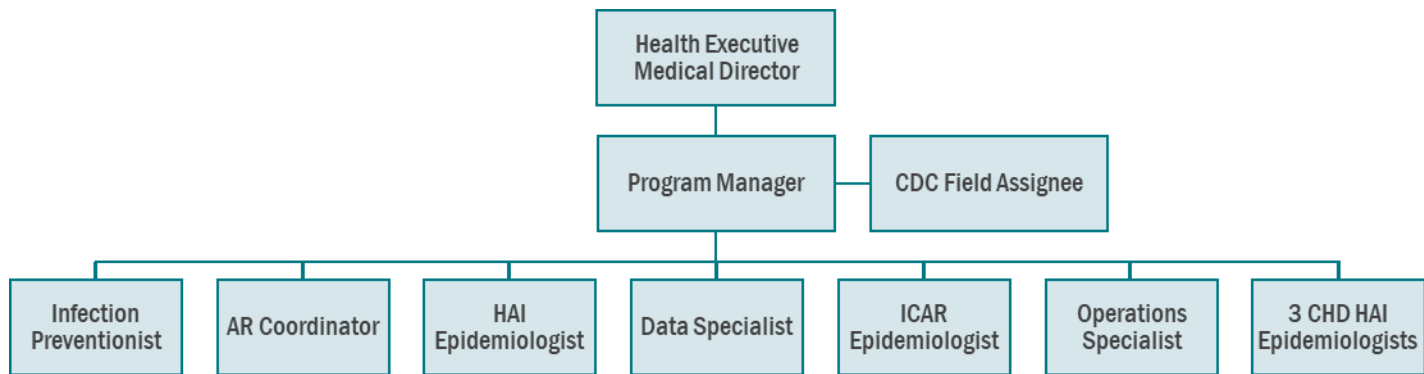 Health Executive
Medical Director
Program Manager
CDC Field Assignee
Infection
Preventionist
AR Coordinator
HAI
Epidemiologist
Data Specialist
ICAR
Epidemiologist
Operations
Specialist
3 CHD HAI
Epidemiologists